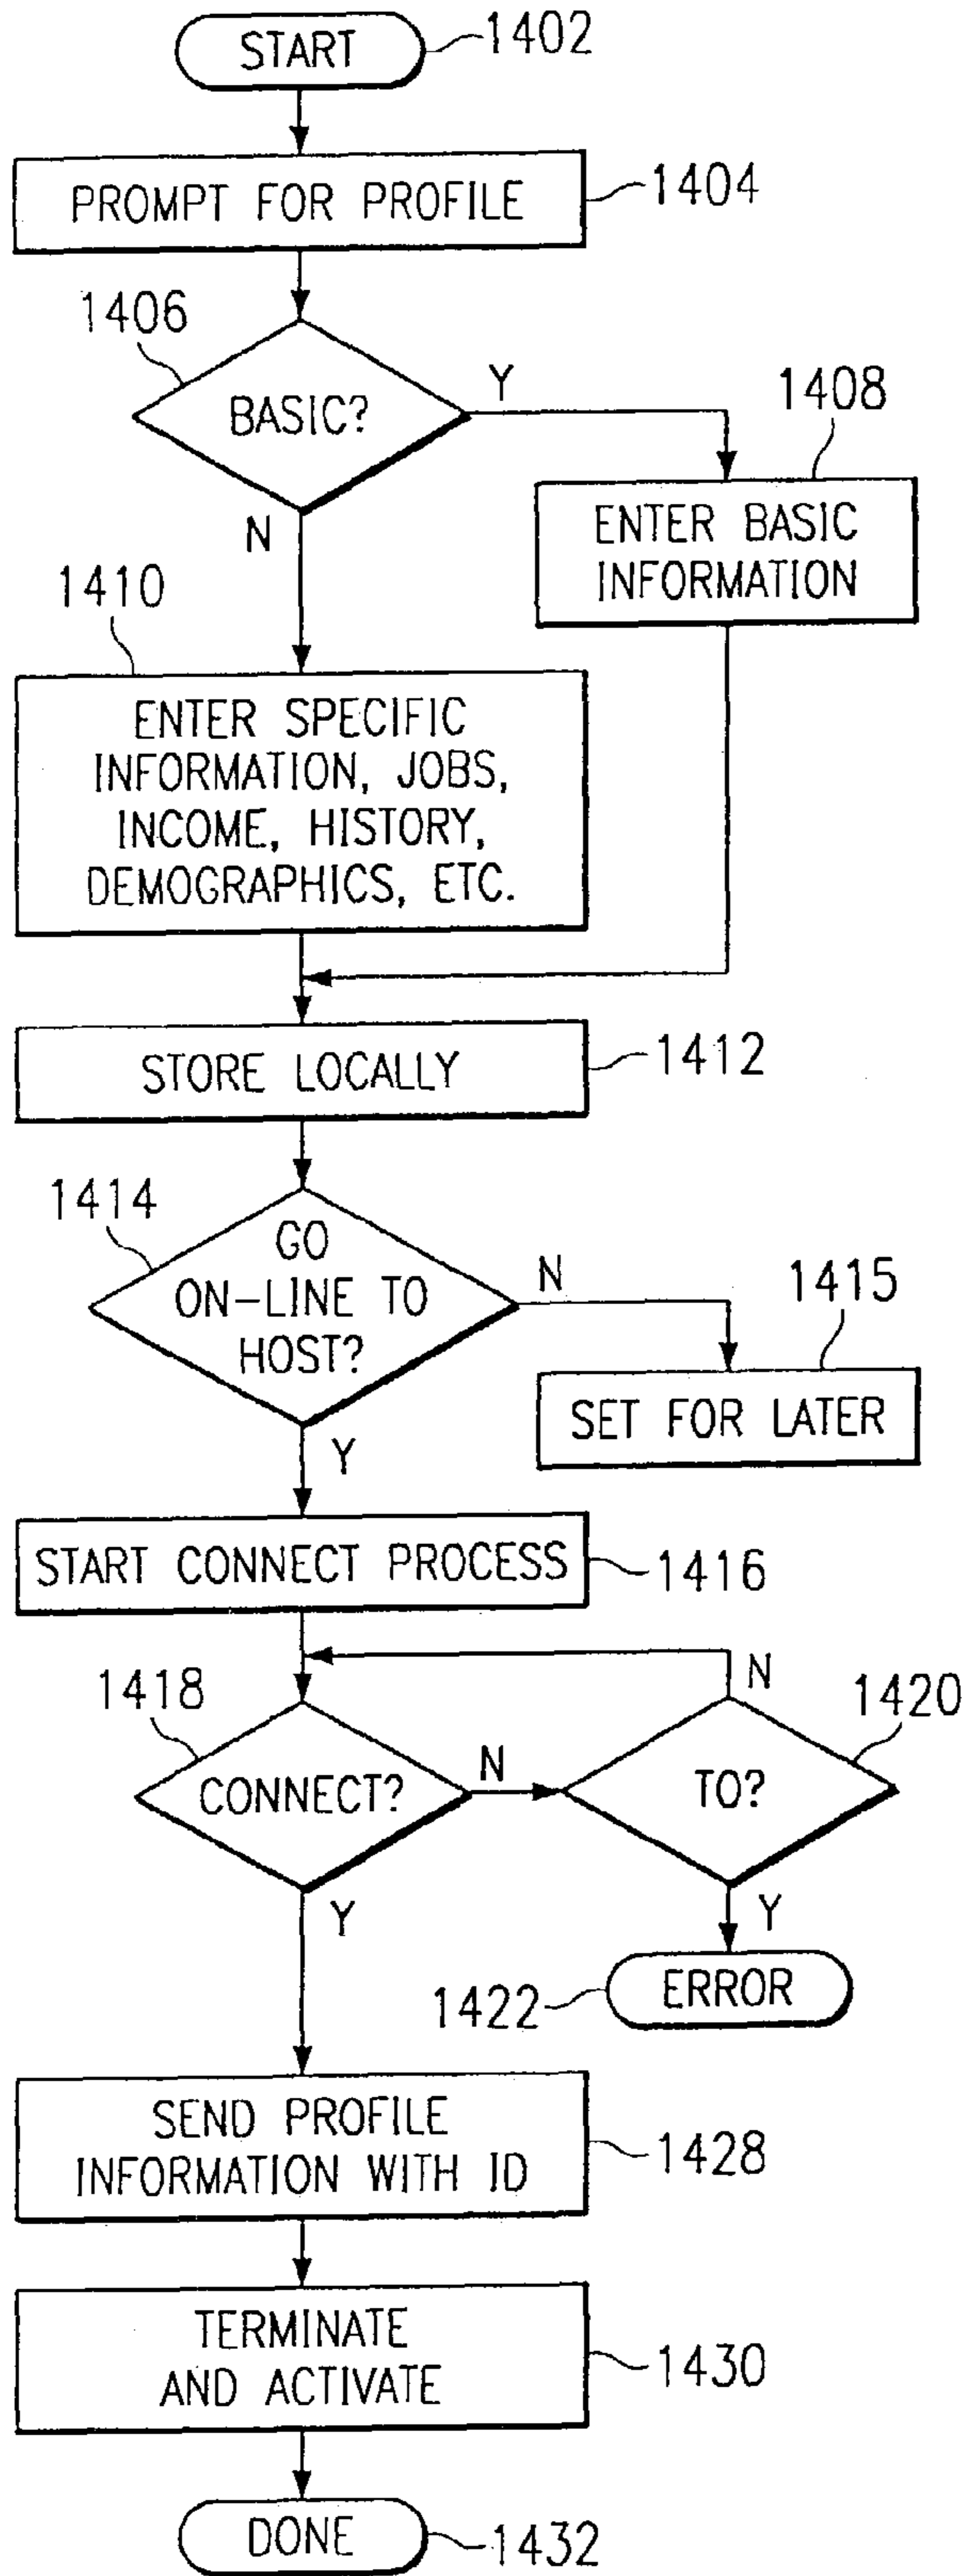 START
1402
PROMPT FOR PROFILE
1404
1406
BASIC?
Y
N
1408
ENTER BASIC
INFORMATION
1410
ENTER SPECIFIC
INFORMATION, JOBS,
INCOME, HISTORY,
DEMOGRAPHICS, ETC.
STORE LOCALLY
1412
1414
GO
ON-LINE TO
HOST?
N
Y
1415
SET FOR LATER
START CONNECT PROCESS
1416
1418
CONNECT?
N
Y
N
1420
TO?
Y
1422
ERROR
SEND PROFILE
INFORMATION WITH ID
1428
TERMINATE
AND ACTIVATE
1430
DONE
1432